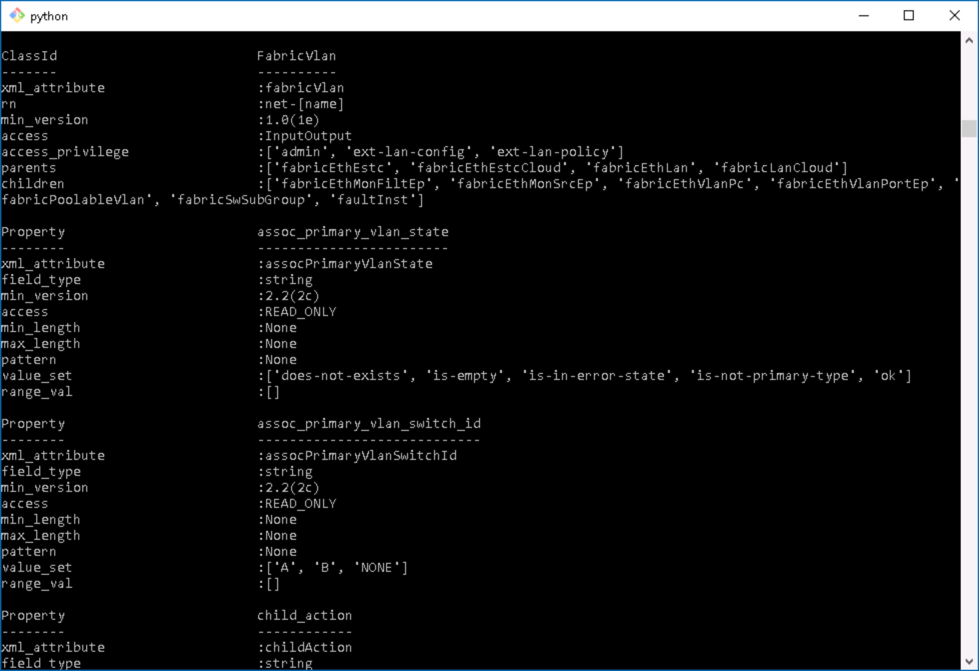 python
ClassId FabricVlan
------- ----------
xml_attribute :fabricVlan
rn :net-[name]
min_version :1.0(1e)
access :InputOutput
access_privilege :['admin', 'ext-lan-config', 'ext-lan-policy']
parents :['fabricEthEstc', 'fabricEthEstcCloud', 'fabricEthLan', 'fabricLanCloud']
children :['fabricEthMonFiltEp', 'fabricEthMonSrcEp', 'fabricEthVlanPc', 'fabricEthVlanPortEp', '
fabricPoolableVlan', 'fabricSwSubGroup', 'faultInst']
Property assoc_primary_vlan_state
-------- ------------------------
xml_attribute :assocPrimaryVlanState
field_type :string
min_version :2.2(2c)
access :READ_ONLY
min_length :None
max_length :None
pattern :None
value_set :['does-not-exists', 'is-empty', 'is-in-error-state', 'is-not-primary-type', 'ok']
range_val :[]
Property assoc_primary_vlan_switch_id
-------- ----------------------------
xml_attribute :assocPrimaryVlanSwitchId
field_type :string
min_version :2.2(2c)
access :READ_ONLY
min_length :None
max_length :None
pattern :None
value_set :['A', 'B', 'NONE']
range_val :[]
Property child_action
-------- ------------
xml_attribute :childAction
field_type :string